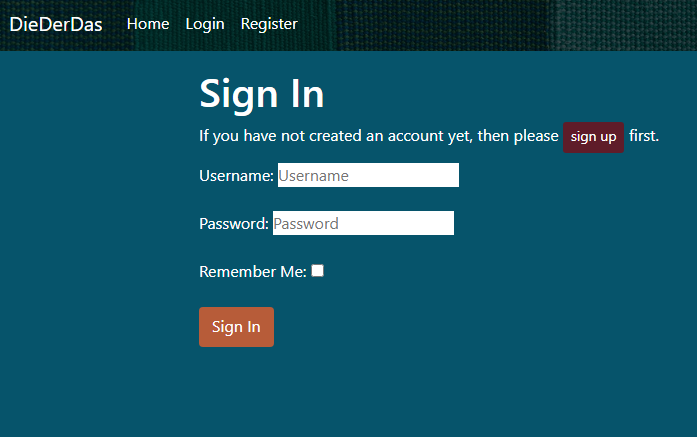 DieDerDas Home Login Register
Sign In
If you have not created an account yet, then please sign up first.
Username: Username
Password: Password
Remember Me:
Sign In